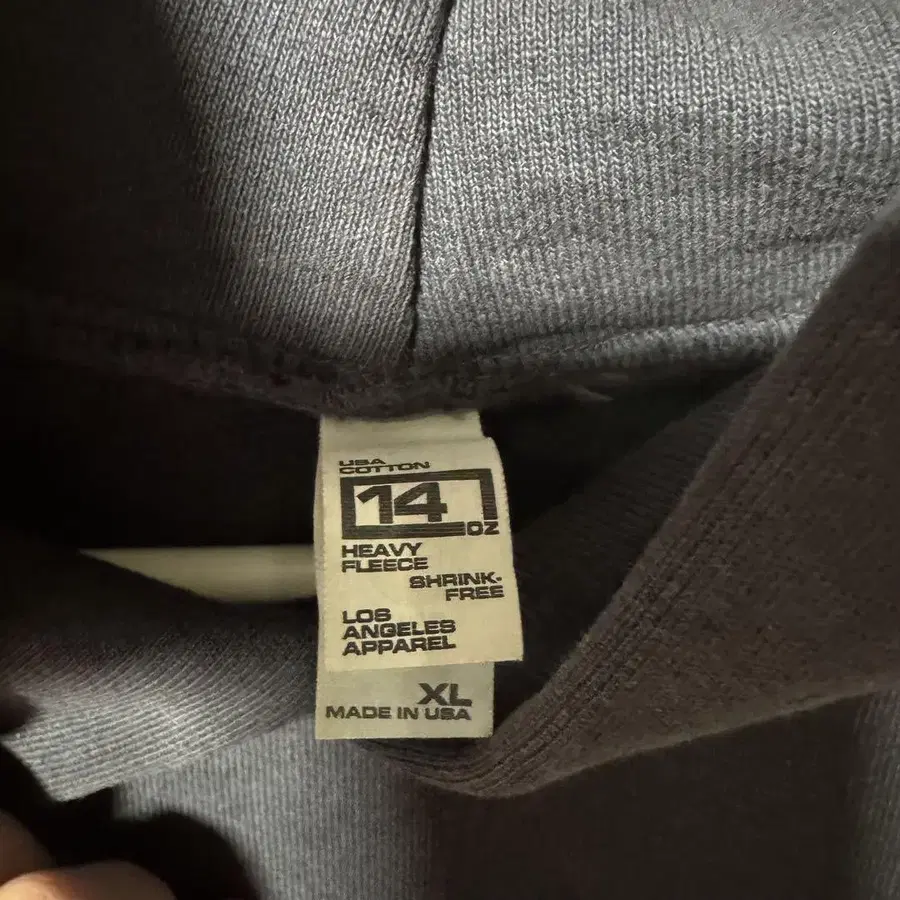 USA
COTTON
14
OZ
HEAVY
FLEECE
SHRINK-
FREE
LOS
ANGELES
APPAREL
XL
MADE IN USA